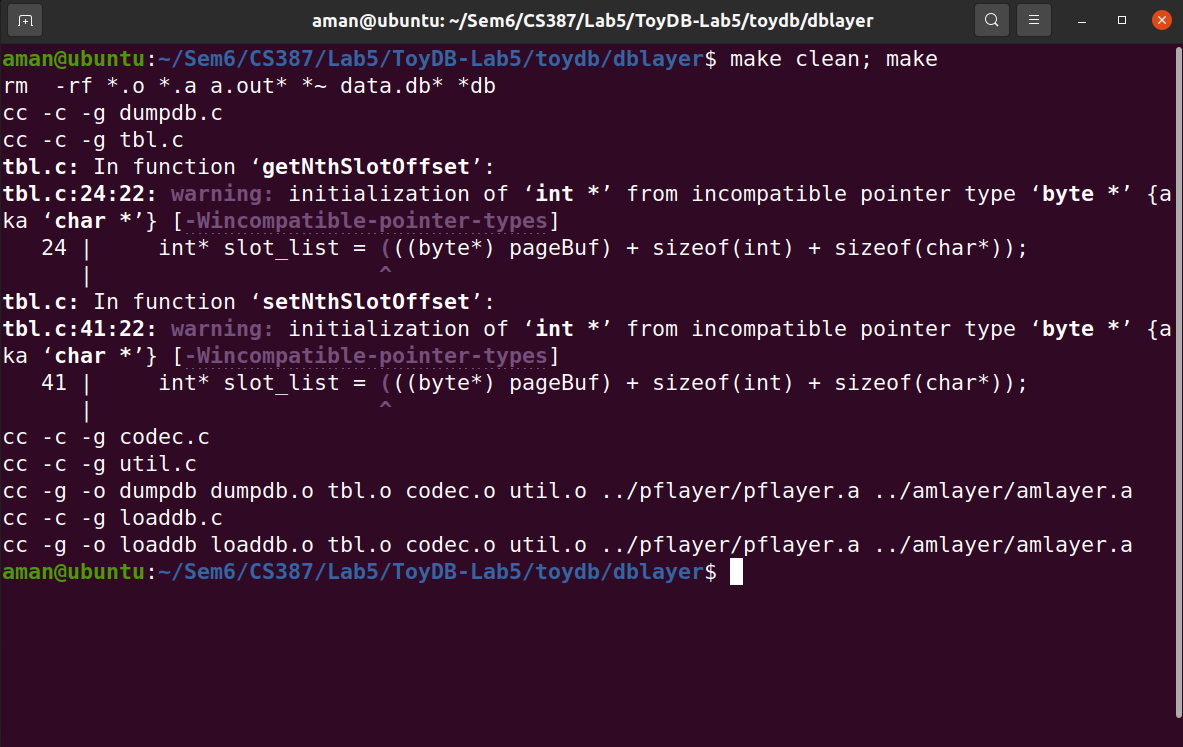 aman@ubuntu: ~/Sem6/CS387/Lab5/ToyDB-Lab5/toydb/dblayer
aman@ubuntu:~/Sem6/CS387/Lab5/ToyDB-Lab5/toydb/dblayer$ make clean; make
rm  -rf *.o *.a a.out* *~ data.db* *db
cc -c -g dumpdb.c
cc -c -g tbl.c
tbl.c: In function ‘getNthSlotOffset’:
tbl.c:24:22: warning: initialization of ‘int *’ from incompatible pointer type ‘byte *’ {a
ka ‘char *’} [-Wincompatible-pointer-types]
   24 |     int* slot_list = (((byte*) pageBuf) + sizeof(int) + sizeof(char*));
      |                      ^
tbl.c: In function ‘setNthSlotOffset’:
tbl.c:41:22: warning: initialization of ‘int *’ from incompatible pointer type ‘byte *’ {a
ka ‘char *’} [-Wincompatible-pointer-types]
   41 |     int* slot_list = (((byte*) pageBuf) + sizeof(int) + sizeof(char*));
      |                      ^
cc -c -g codec.c
cc -c -g util.c
cc -g -o dumpdb dumpdb.o tbl.o codec.o util.o ../pflayer/pflayer.a ../amlayer/amlayer.a
cc -c -g loaddb.c
cc -g -o loaddb loaddb.o tbl.o codec.o util.o ../pflayer/pflayer.a ../amlayer/amlayer.a
aman@ubuntu:~/Sem6/CS387/Lab5/ToyDB-Lab5/toydb/dblayer$